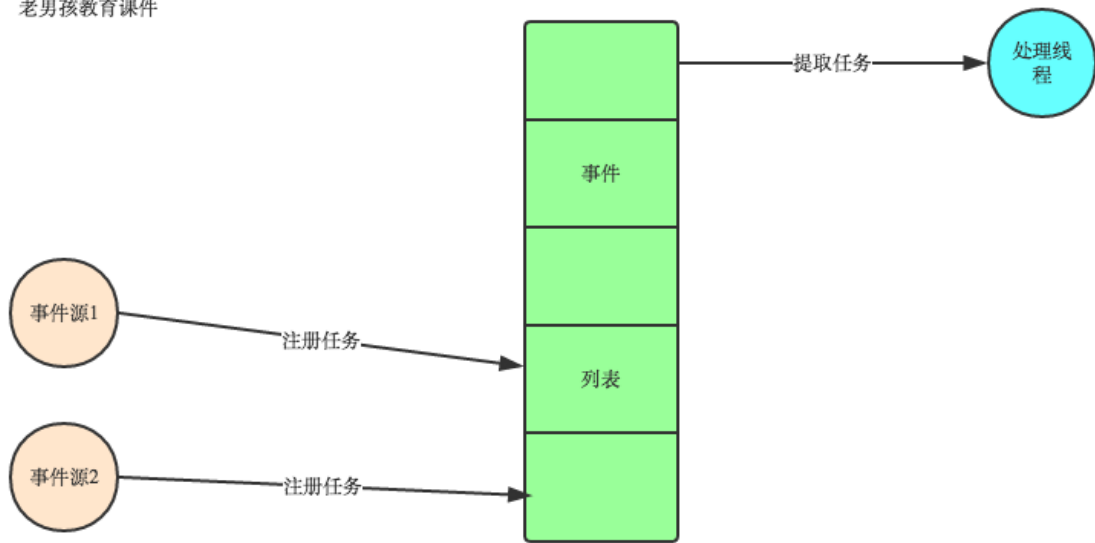 老男孩教育课件
提取任务
处理线
程
事件
事件源1
注册任务
列表
事件源2
注册任务